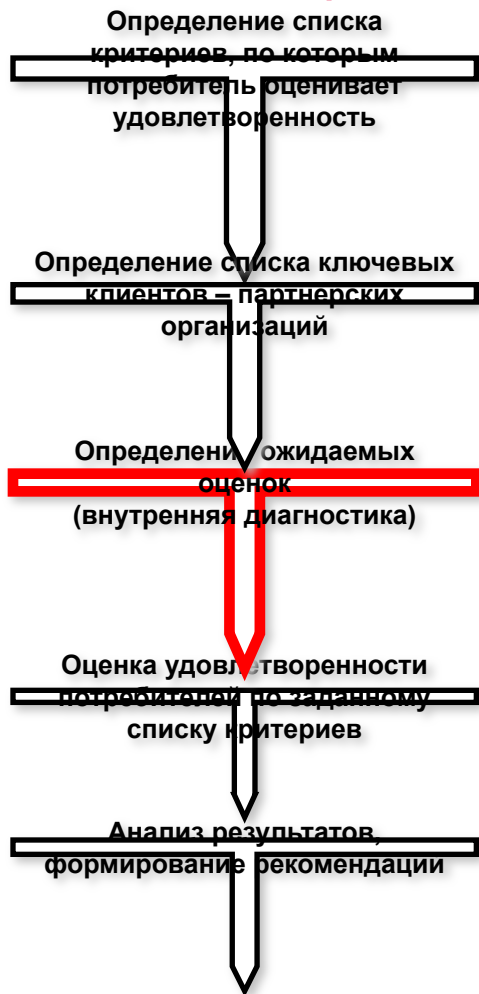 Определение списка
критериев, по которым
потребитель оценивает
удовлетворенность
Определение списка ключевых
клиентов – партнерских
организаций
Определение ожидаемых
оценок
(внутренняя диагностика)
Оценка удовлетворенности
потребителей по заданному
списку критериев
Анализ результатов,
формирование рекомендации